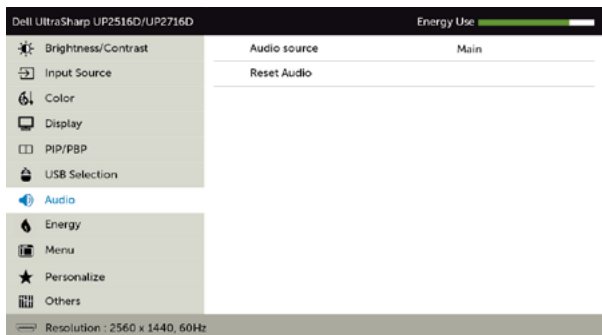 Dell UltraSharp UP2516D/UP2716D Energy Use
Brightness/Contrast Audio source Main
Input Source Reset Audio
Color
Display
PIP/PBP
USB Selection
Audio
Energy
Menu
Personalize
Others
Resolution : 2560 x 1440, 60Hz